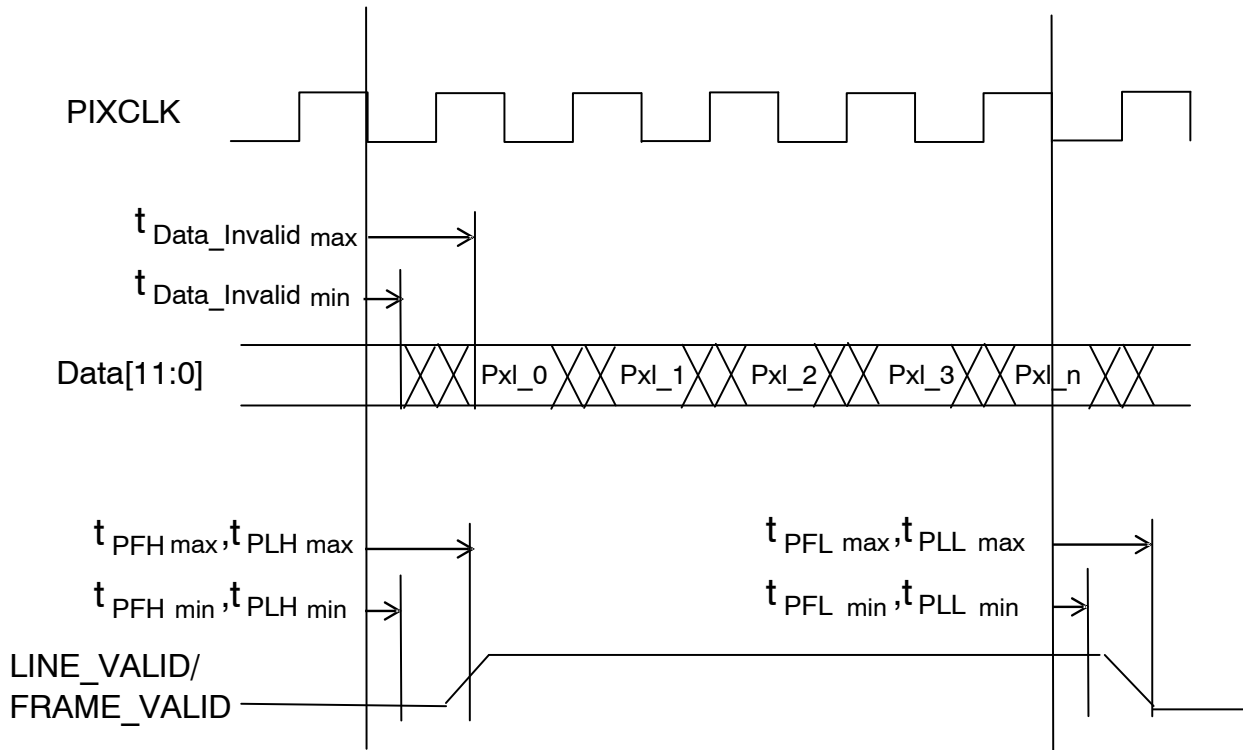 PIXCLK
t Data_Invalid max
t Data_Invalid min
Data[11:0]
Pxl_0 Pxl_1 Pxl_2 Pxl_3 Pxl_n
t PFH max,t PLH max
t PFL max,t PLL max
t PFH min,t PLH min
t PFL min,t PLL min
LINE_VALID/
FRAME_VALID